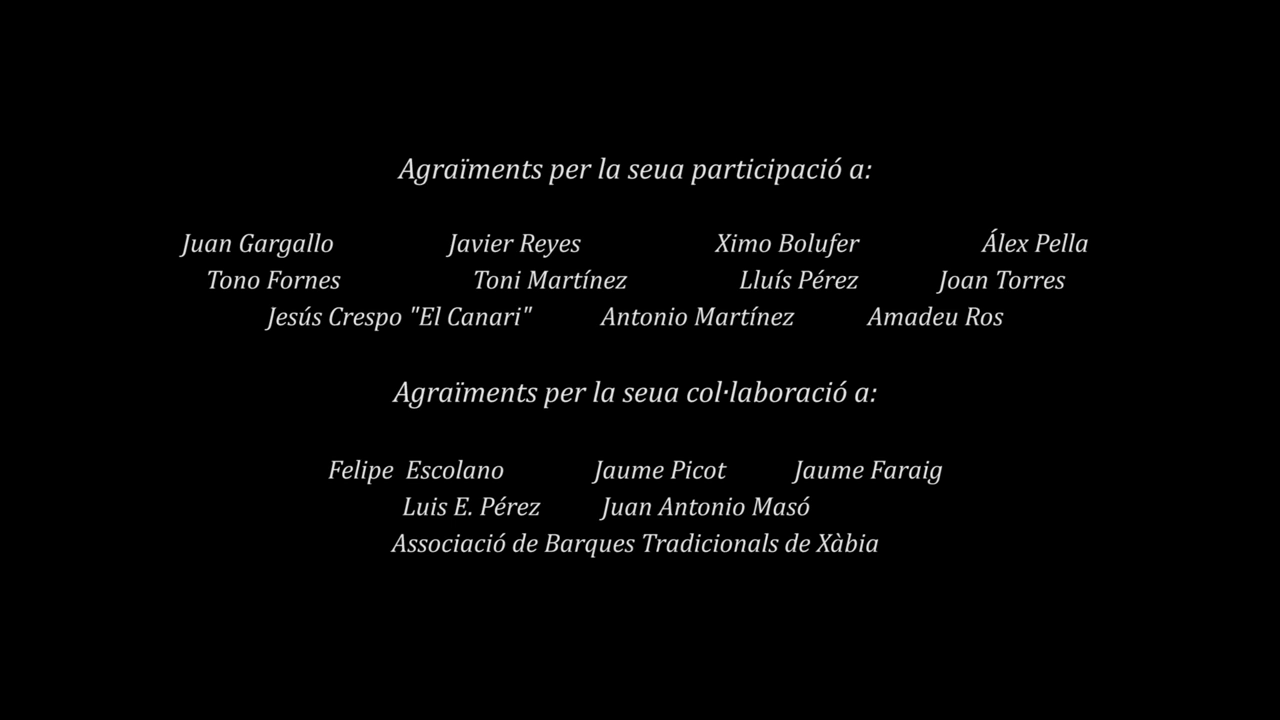 Agraïments per la seua participació a:
Juan Gargallo Javier Reyes Ximo Bolufer Álex Pella
Tono Fornes Toni Martínez Lluís Pérez Joan Torres
Jesús Crespo "El Canari" Antonio Martínez Amadeu Ros
Agraïments per la seua col·laboració a:
Felipe Escolano Jaume Picot Jaume Faraig
Luis E. Pérez Juan Antonio Masó
Associació de Barques Tradicionals de Xàbia